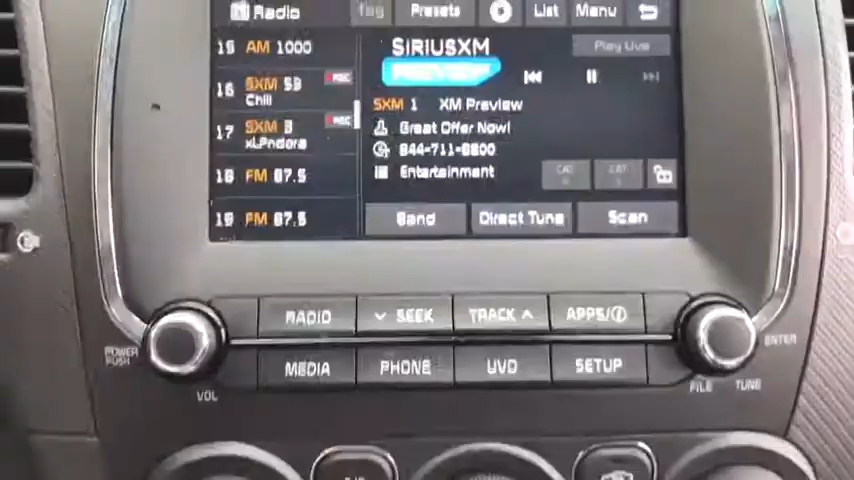 Radio Tag Presets List Menu
15 AM 1000
SIRIUSXM Play Live
PREVIEW
16 SXM 53
Chill
SXM 1 XM Preview
17 SXM 3
xLPndora
Great Offer Now!
844-711-8800
18 FM 87.5
Entertainment
19 FM 87.5
Band Direct Tune Scan
RADIO SEEK TRACK APPS/i
POWER
PUSH
ENTER
MEDIA PHONE UVO SETUP
VOL
FILE TUNE